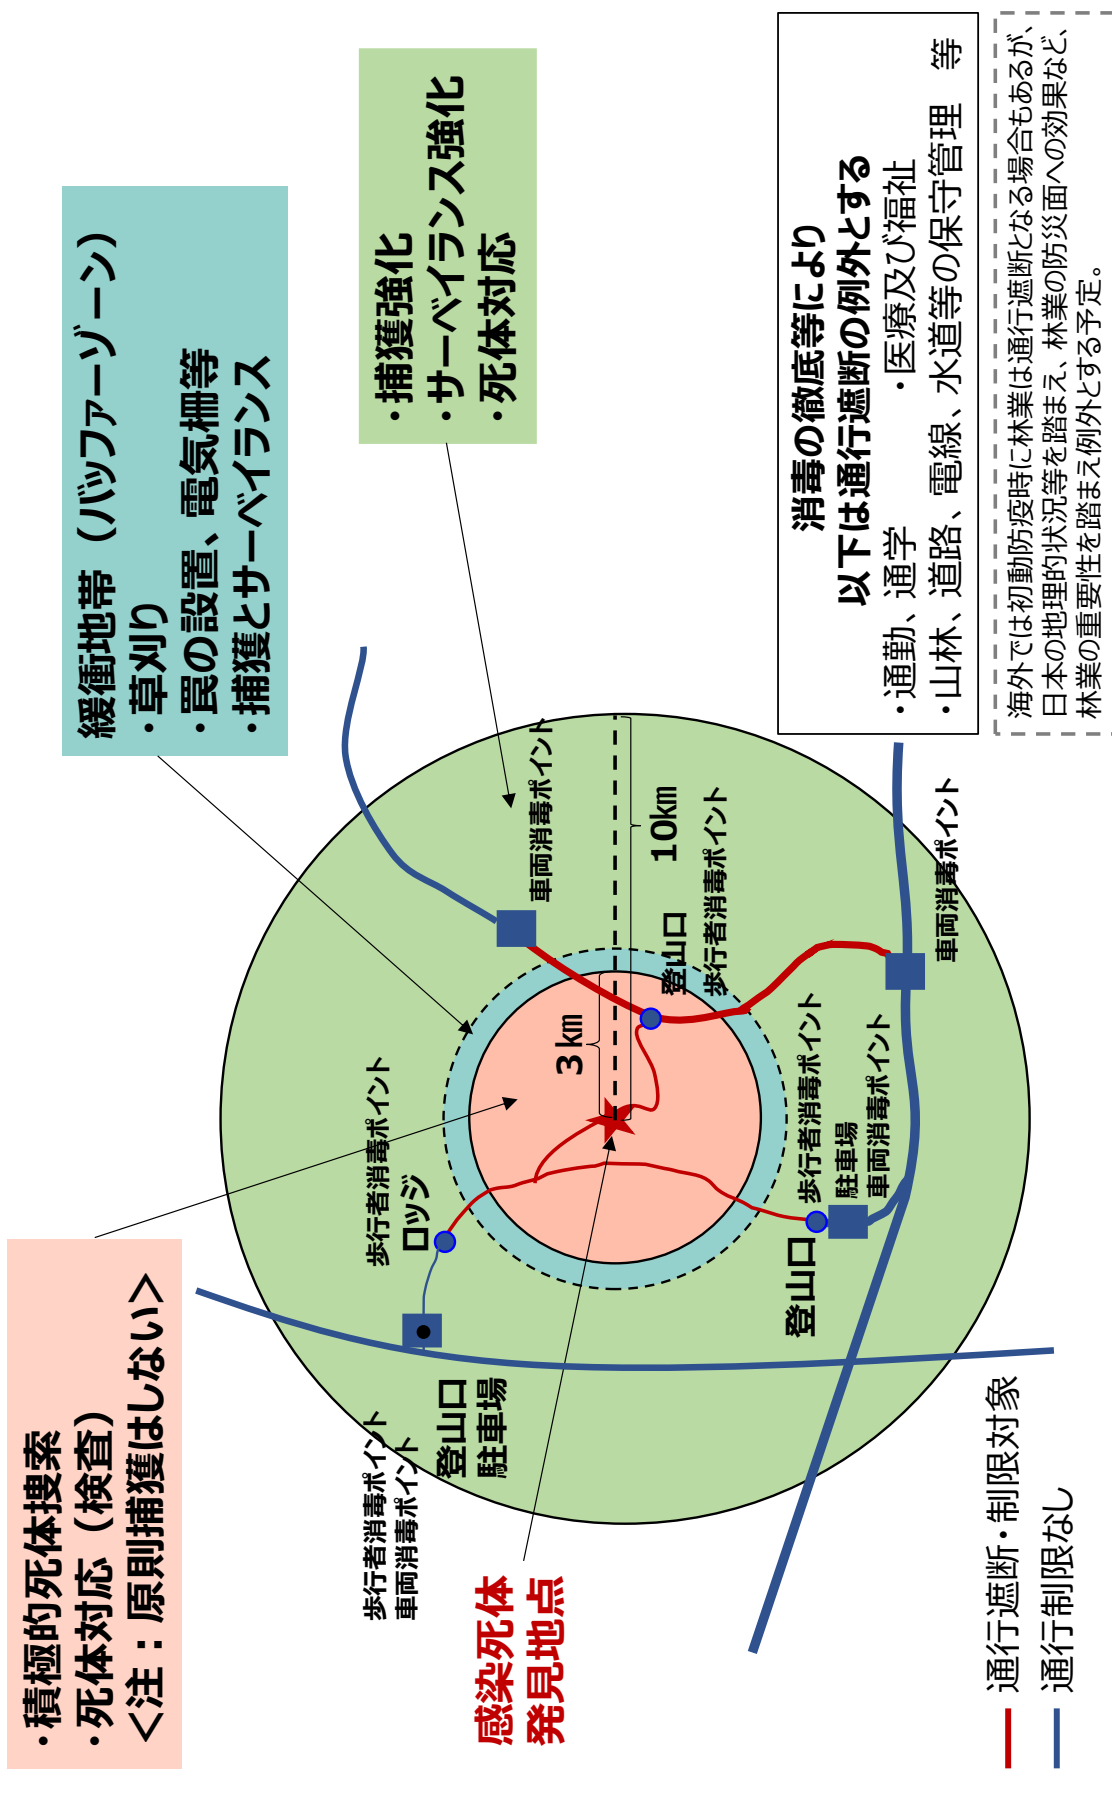 ・積極的死体捜索
・死体対応（検査）
＜注：原則捕獲はしない＞
緩衝地帯（バッファーゾーン）
・草刈り
・罠の設置、電気柵等
・捕獲とサーベイランス
・捕獲強化
・サーベイランス強化
・死体対応
歩行者消毒ポイント
車両消毒ポイント
登山口
駐車場
歩行者消毒ポイント
ロッジ
車両消毒ポイント
3㎞
10㎞
登山口
歩行者消毒ポイント
感染死体
発見地点
登山口
歩行者消毒ポイント
駐車場
車両消毒ポイント
車両消毒ポイント
消毒の徹底等により
以下は通行遮断の例外とする
・通勤、通学　　　・医療及び福祉
・山林、道路、電線、水道等の保守管理　等
海外では初動防疫時に林業は通行遮断となる場合もあるが、
日本の地理的状況等を踏まえ、林業の防災面への効果など、
林業の重要性を踏まえ例外とする予定。
通行遮断・制限対象
通行制限なし